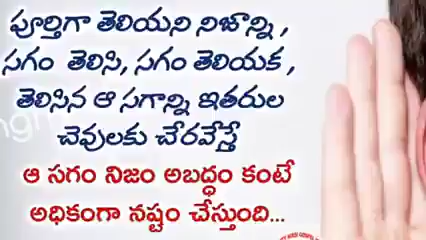 పూర్తిగా తెలియని నిజాన్ని ,
సగం తెలిసి, సగం తెలియక ,
తెలిసిన ఆ సగాన్ని ఇతరుల
చెవులకు చేరవేస్తే
ఆ సగం నిజం అబద్ధం కంటే
అధికంగా నష్టం చేస్తుంది...